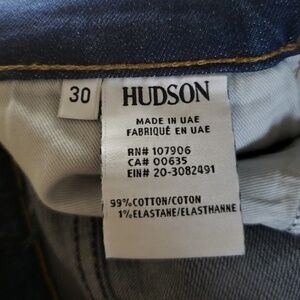 30
HUDSON
MADE IN UAE
FABRIQUÉ EN UAE
RN# 107906
CA# 00635
EIN# 20-3082491
99%COTTON/COTON
1%ELASTANE/ELASTHANNE